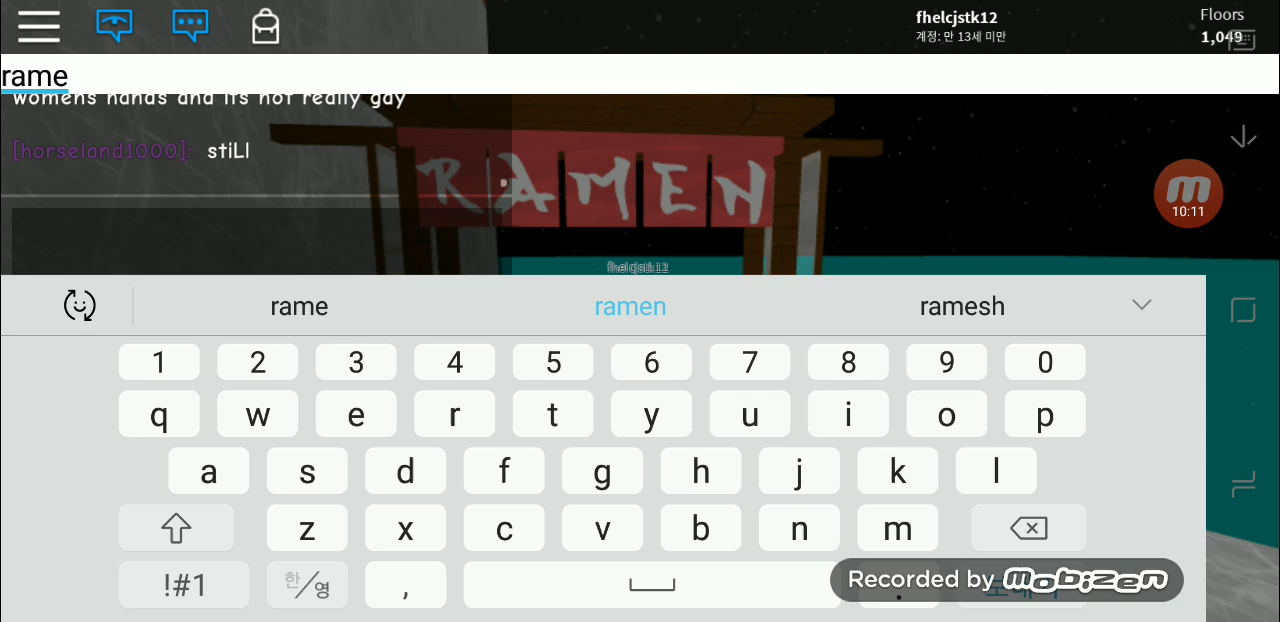 fhelcjstk12
계정: 만 13세 미만
Floors
1,049
rame
womens hands and its not really gay
[horseland1000]: stiLl
RAMEN
10:11
fhelcjstk12
rame ramen ramesh
1 2 3 4 5 6 7 8 9 0
q w e r t y u i o p
a s d f g h j k l
z x c v b n m
!#1 한/영 , .
Recorded by mobizen